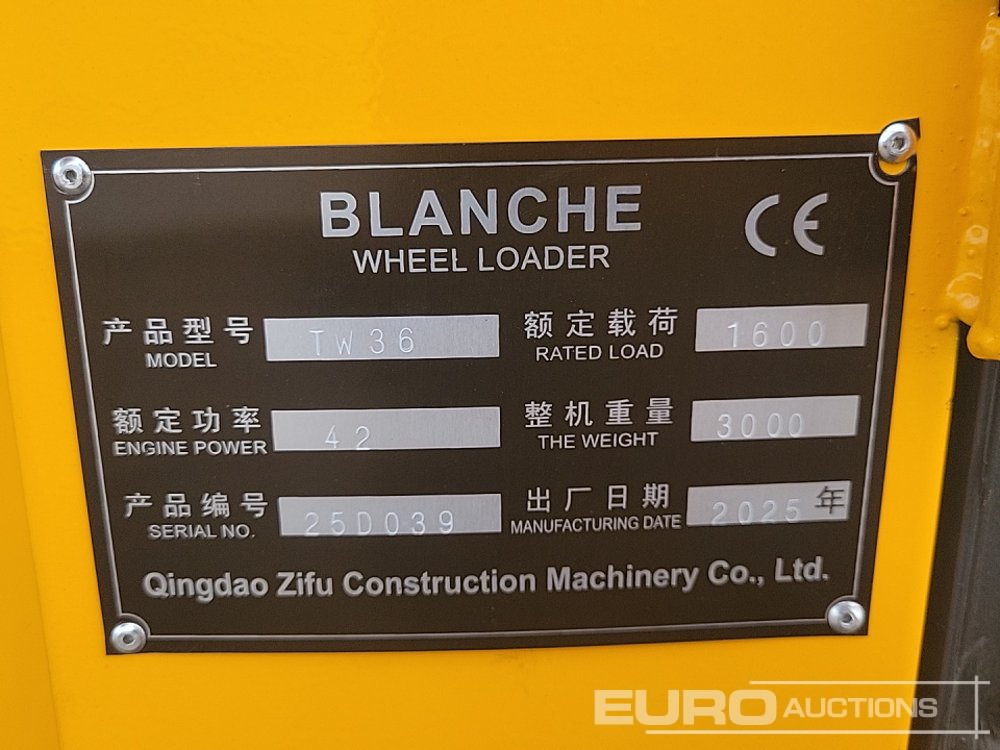 BLANCHE
CE
WHEEL LOADER
产品型号 TW36 额定载荷 1600
MODEL RATED LOAD
额定功率 42 整机重量 3000
ENGINE POWER THE WEIGHT
产品编号 25D039 出厂日期 2025年
SERIAL NO. MANUFACTURING DATE
Qingdao Zifu Construction Machinery Co., Ltd.
EURO AUCTIONS